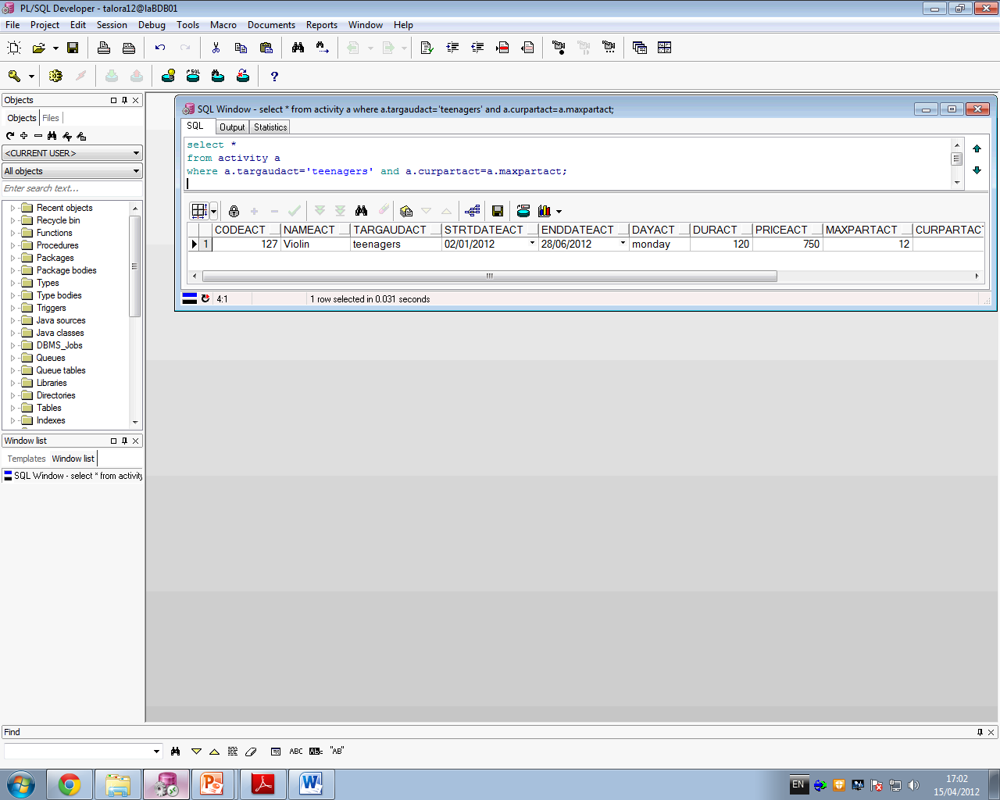 PL/SQL Developer - talora12@laBDB01
File Project Edit Session Debug Tools Macro Documents Reports Window Help
Objects
Objects Files
<CURRENT USER>
All objects
Enter search text...
Recent objects
Recycle bin
Functions
Procedures
Packages
Package bodies
Types
Type bodies
Triggers
Java sources
Java classes
DBMS_Jobs
Queues
Queue tables
Libraries
Directories
Tables
Indexes
Window list
Templates Window list
SQL Window - select * from activity
SQL Window - select * from activity a where a.targaudact='teenagers' and a.curpartact=a.maxpartact;
SQL Output Statistics
select *
from activity a
where a.targaudact='teenagers' and a.curpartact=a.maxpartact;
CODEACT NAMEACT TARGAUDACT STRTDATEACT ENDDATEACT DAYACT DURACT PRICEACT MAXPARTACT CURPARTACT
1 127 Violin teenagers 02/01/2012 28/06/2012 monday 120 750 12
4:1 1 row selected in 0.031 seconds
Find
ABC "AB"
EN 17:02
15/04/2012